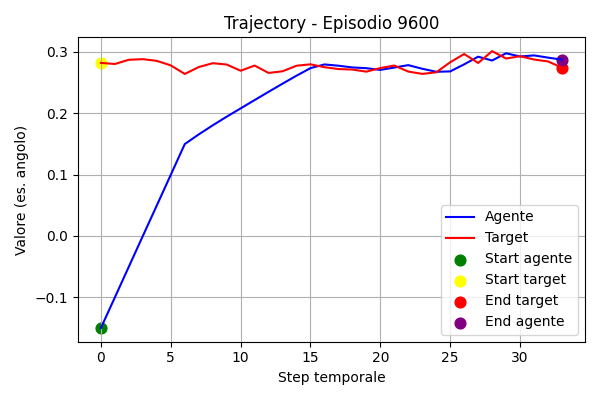 Trajectory - Episodio 9600
Valore (es. angolo)
0.3
0.2
0.1
0.0
−0.1
0
5
10
15
20
25
30
Step temporale
Agente
Target
Start agente
Start target
End target
End agente